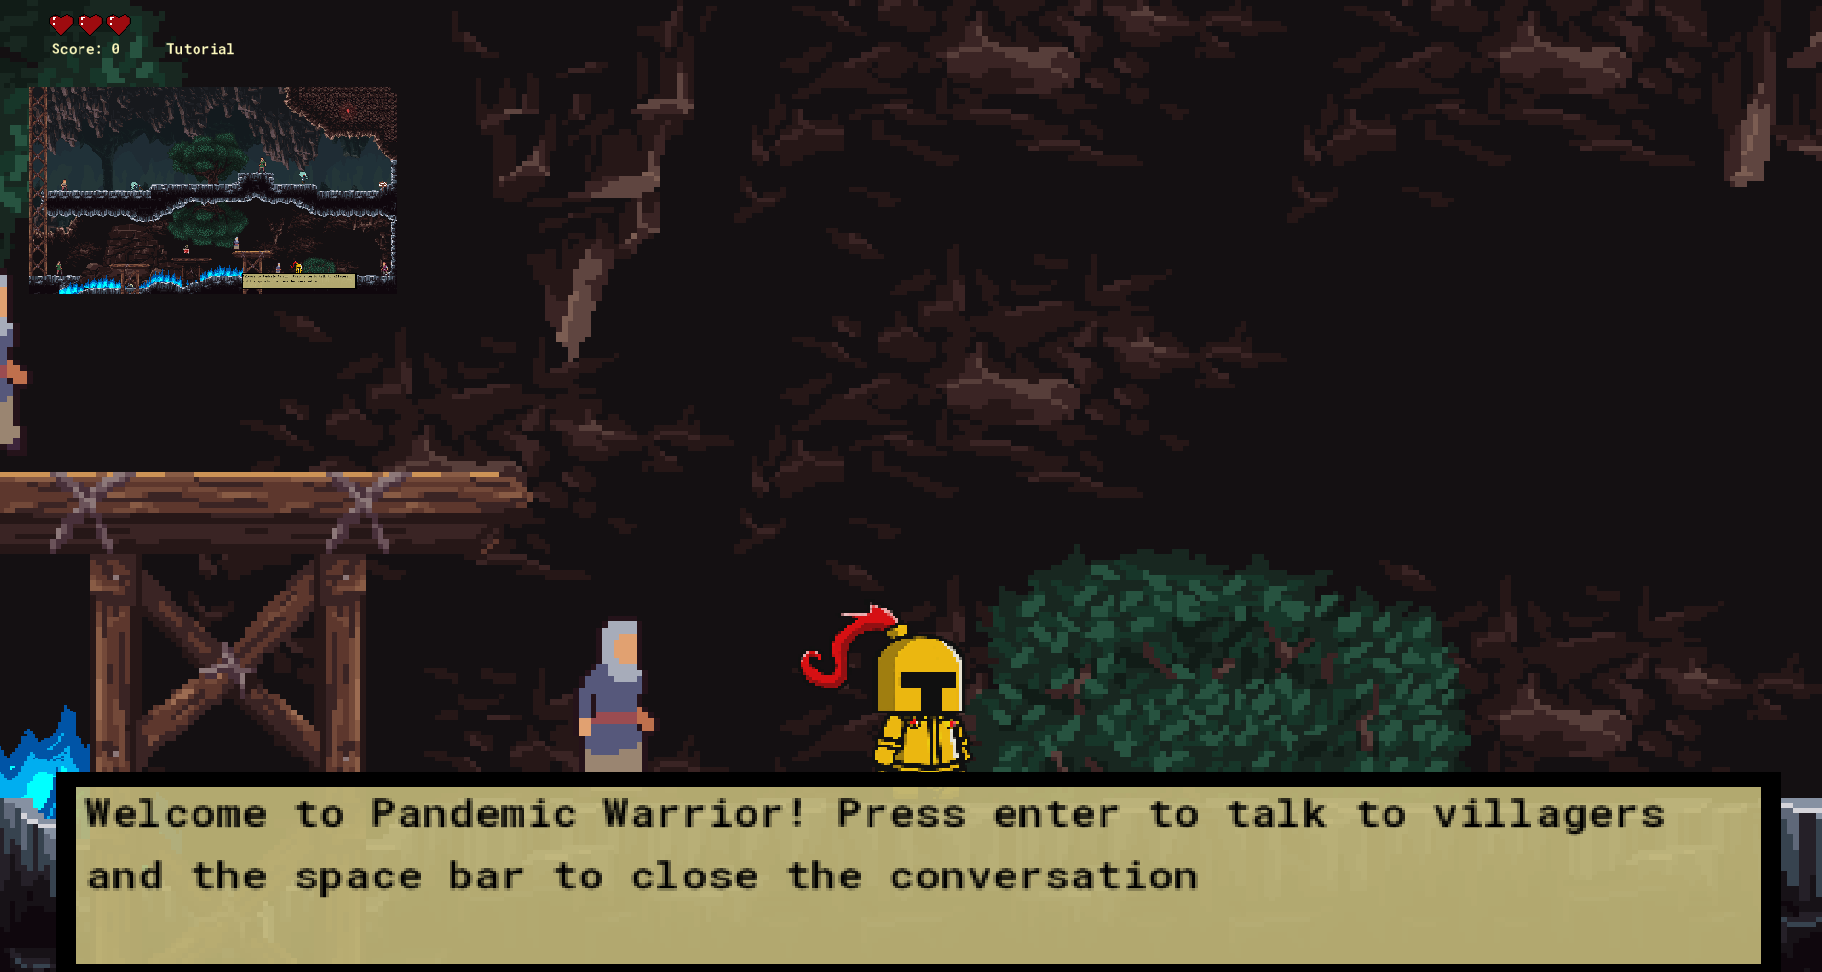 Score: 0 Tutorial
Welcome to Pandemic Warrior! Press enter to talk to villagers
and the space bar to close the conversation